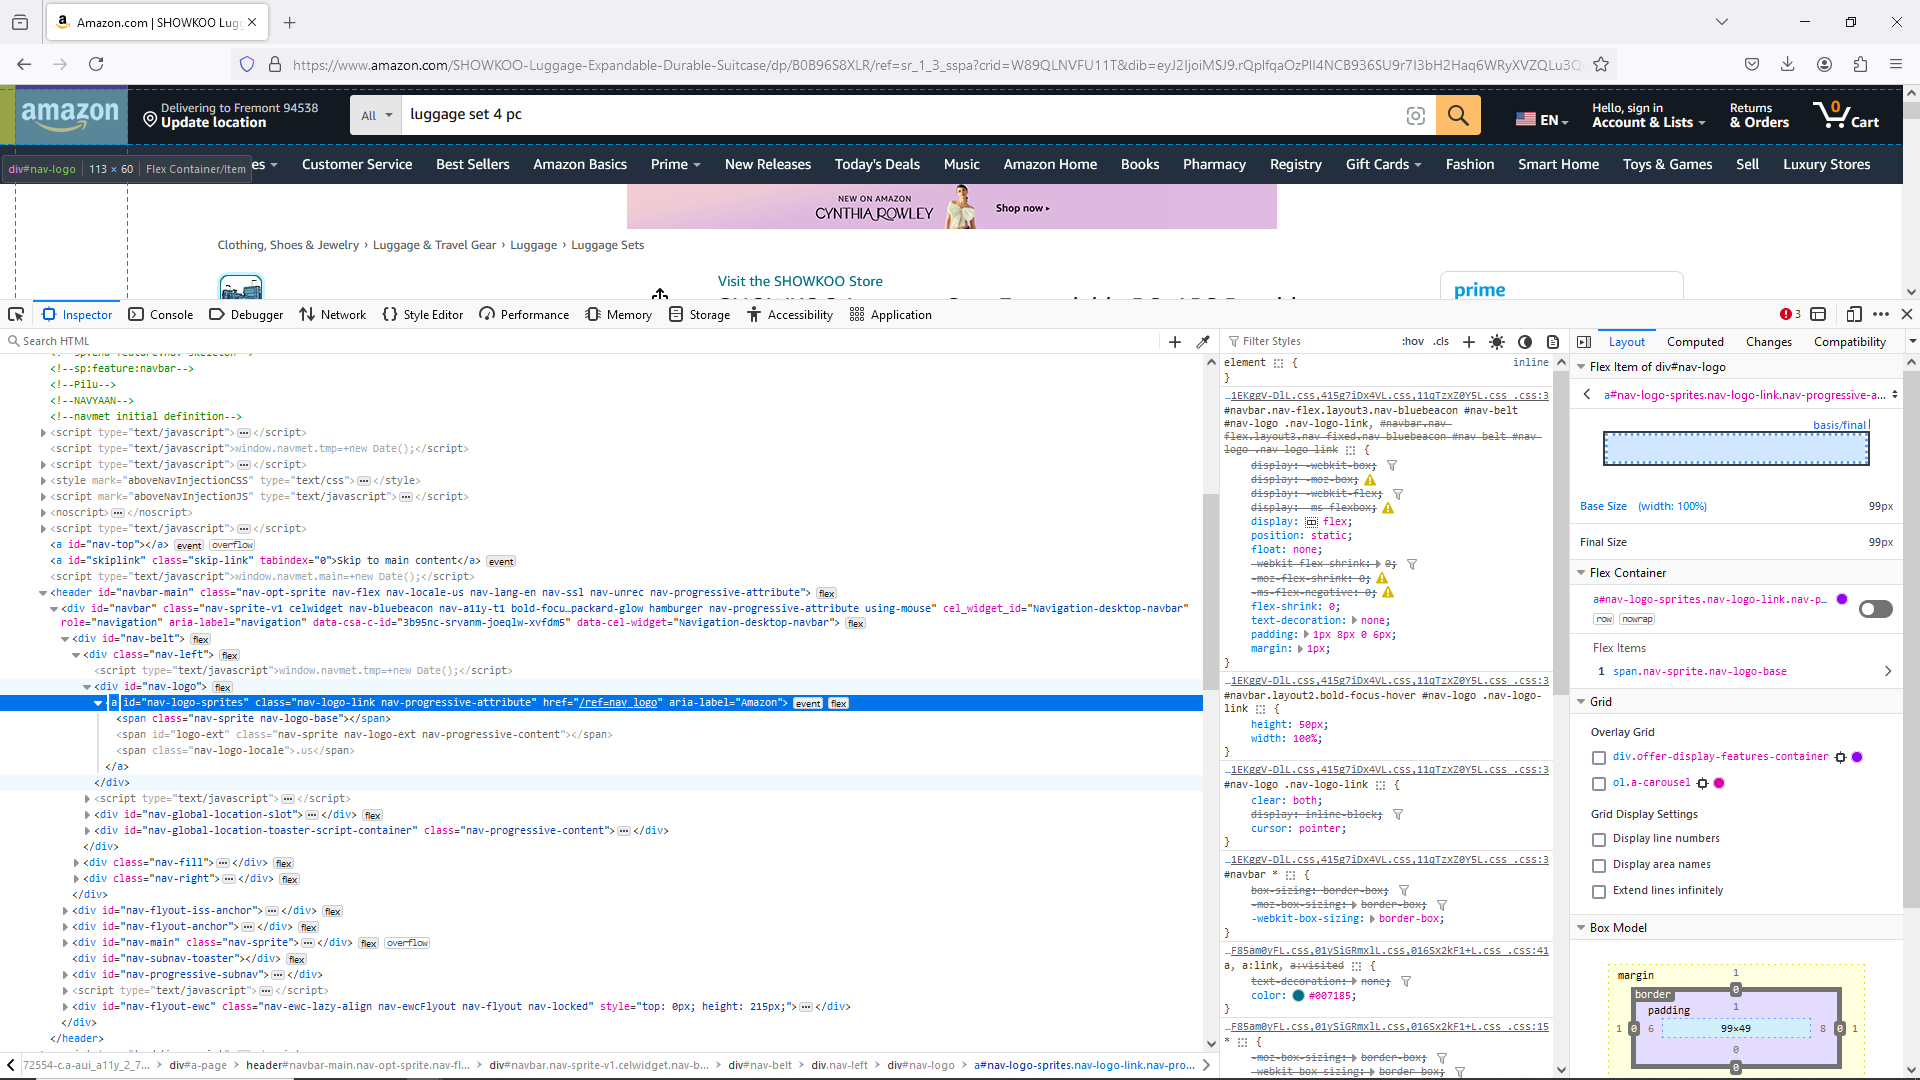 Amazon.com | SHOWKOO Lugg
https://www.amazon.com/SHOWKOO-Luggage-Expandable-Durable-Suitcase/dp/B0B96S8XLR/ref=sr_1_3_sspa?crid=W89QLNVFU11T&dib=eyJ2IjoiMSJ9.rQpIfqaOzPII4NCB936SU9r7I3bH2Haq6WRyXVZQLu3Q
amazon
Delivering to Fremont 94538
Update location
All
luggage set 4 pc
EN
Hello, sign in
Account & Lists
Returns
& Orders
0
Cart
div#nav-logo
113 × 60
Flex Container/Item
es
Customer Service
Best Sellers
Amazon Basics
Prime
New Releases
Today's Deals
Music
Amazon Home
Books
Pharmacy
Registry
Gift Cards
Fashion
Smart Home
Toys & Games
Sell
Luxury Stores
NEW ON AMAZON
CYNTHIA ROWLEY
Shop now ▸
Clothing, Shoes & Jewelry › Luggage & Travel Gear › Luggage › Luggage Sets
Visit the SHOWKOO Store
prime
Inspector
Console
Debugger
Network
Style Editor
Performance
Memory
Storage
Accessibility
Application
3
Search HTML
<!--sp:feature:navbar-->
<!--Pilu-->
<!--NAVYAAN-->
<!--navmet initial definition-->
<script type="text/javascript"></script>
<script type="text/javascript">window.navmet.tmp=+new Date();</script>
<script type="text/javascript"></script>
<style mark="aboveNavInjectionCSS" type="text/css"></style>
<script mark="aboveNavInjectionJS" type="text/javascript"></script>
<noscript></noscript>
<script type="text/javascript"></script>
<a id="nav-top"></a> event overflow
<a id="skiplink" class="skip-link" tabindex="0">Skip to main content</a> event
<script type="text/javascript">window.navmet.main=+new Date();</script>
<header id="navbar-main" class="nav-opt-sprite nav-flex nav-locale-us nav-lang-en nav-ssl nav-unrec nav-progressive-attribute"> flex
<div id="navbar" class="nav-sprite-v1 celwidget nav-bluebeacon nav-a11y-t1 bold-focu…packard-glow hamburger nav-progressive-attribute using-mouse" cel_widget_id="Navigation-desktop-navbar"
role="navigation" aria-label="navigation" data-csa-c-id="3b95nc-srvanm-joeqlw-xvfdm5" data-cel-widget="Navigation-desktop-navbar"> flex
<div id="nav-belt"> flex
<div class="nav-left"> flex
<script type="text/javascript">window.navmet.tmp=+new Date();</script>
<div id="nav-logo"> flex
a id="nav-logo-sprites" class="nav-logo-link nav-progressive-attribute" href="/ref=nav_logo" aria-label="Amazon"> event flex
<span class="nav-sprite nav-logo-base"></span>
<span id="logo-ext" class="nav-sprite nav-logo-ext nav-progressive-content"></span>
<span class="nav-logo-locale">.us</span>
</a>
</div>
<script type="text/javascript"></script>
<div id="nav-global-location-slot"></div> flex
<div id="nav-global-location-toaster-script-container" class="nav-progressive-content"></div>
</div>
<div class="nav-fill"></div> flex
<div class="nav-right"></div> flex
</div>
<div id="nav-flyout-iss-anchor"></div> flex
<div id="nav-flyout-anchor"></div> flex
<div id="nav-main" class="nav-sprite"></div> flex overflow
<div id="nav-subnav-toaster"></div> flex
<div id="nav-progressive-subnav"></div>
<script type="text/javascript"></script>
<div id="nav-flyout-ewc" class="nav-ewc-lazy-align nav-ewcFlyout nav-flyout nav-locked" style="top: 0px; height: 215px;"></div>
</div>
</header>
72554-c.a-aui_a11y_2_7…
div#a-page
header#navbar-main.nav-opt-sprite.nav-fl…
div#navbar.nav-sprite-v1.celwidget.nav-b…
div#nav-belt
div.nav-left
div#nav-logo
a#nav-logo-sprites.nav-logo-link.nav-pro…
Filter Styles
:hov
.cls
element {
inline
}
…1EKggV-DlL.css,415g7iDx4VL.css,11qTzxZ0Y5L.css .css:3
#navbar.nav-flex.layout3.nav-bluebeacon #nav-belt
#nav-logo .nav-logo-link, #navbar.nav-
flex.layout3.nav-fixed.nav-bluebeacon #nav-belt #nav-
logo .nav-logo-link {
display: -webkit-box;
display: -moz-box;
display: -webkit-flex;
display: -ms-flexbox;
display: flex;
position: static;
float: none;
-webkit-flex-shrink: 0;
-moz-flex-shrink: 0;
-ms-flex-negative: 0;
flex-shrink: 0;
text-decoration: none;
padding: 1px 8px 0 6px;
margin: 1px;
}
…1EKggV-DlL.css,415g7iDx4VL.css,11qTzxZ0Y5L.css .css:3
#navbar.layout2.bold-focus-hover #nav-logo .nav-logo-
link {
height: 50px;
width: 100%;
}
…1EKggV-DlL.css,415g7iDx4VL.css,11qTzxZ0Y5L.css .css:3
#nav-logo .nav-logo-link {
clear: both;
display: inline-block;
cursor: pointer;
}
…1EKggV-DlL.css,415g7iDx4VL.css,11qTzxZ0Y5L.css .css:3
#navbar * {
box-sizing: border-box;
-moz-box-sizing: border-box;
-webkit-box-sizing: border-box;
}
…F85am0yFL.css,01ySiGRmxlL.css,016Sx2kF1+L.css .css:41
a, a:link, a:visited {
text-decoration: none;
color: #007185;
}
…F85am0yFL.css,01ySiGRmxlL.css,016Sx2kF1+L.css .css:15
* {
-moz-box-sizing: border-box;
-webkit-box-sizing: border-box;
Layout
Computed
Changes
Compatibility
Flex Item of div#nav-logo
a#nav-logo-sprites.nav-logo-link.nav-progressive-a…
basis/final
Base Size (width: 100%) 99px
Final Size 99px
Flex Container
a#nav-logo-sprites.nav-logo-link.nav-p…
row nowrap
Flex Items
1 span.nav-sprite.nav-logo-base
Grid
Overlay Grid
div.offer-display-features-container
ol.a-carousel
Grid Display Settings
Display line numbers
Display area names
Extend lines infinitely
Box Model
margin 1
border 0
padding 1
1 0 6 99×49 8 0 1
0
0